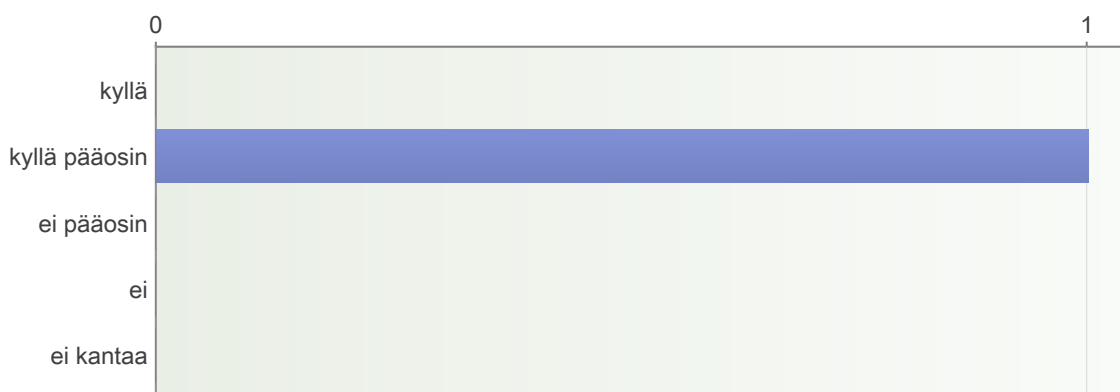 0 1
kyllä
kyllä pääosin
ei pääosin
ei
ei kantaa